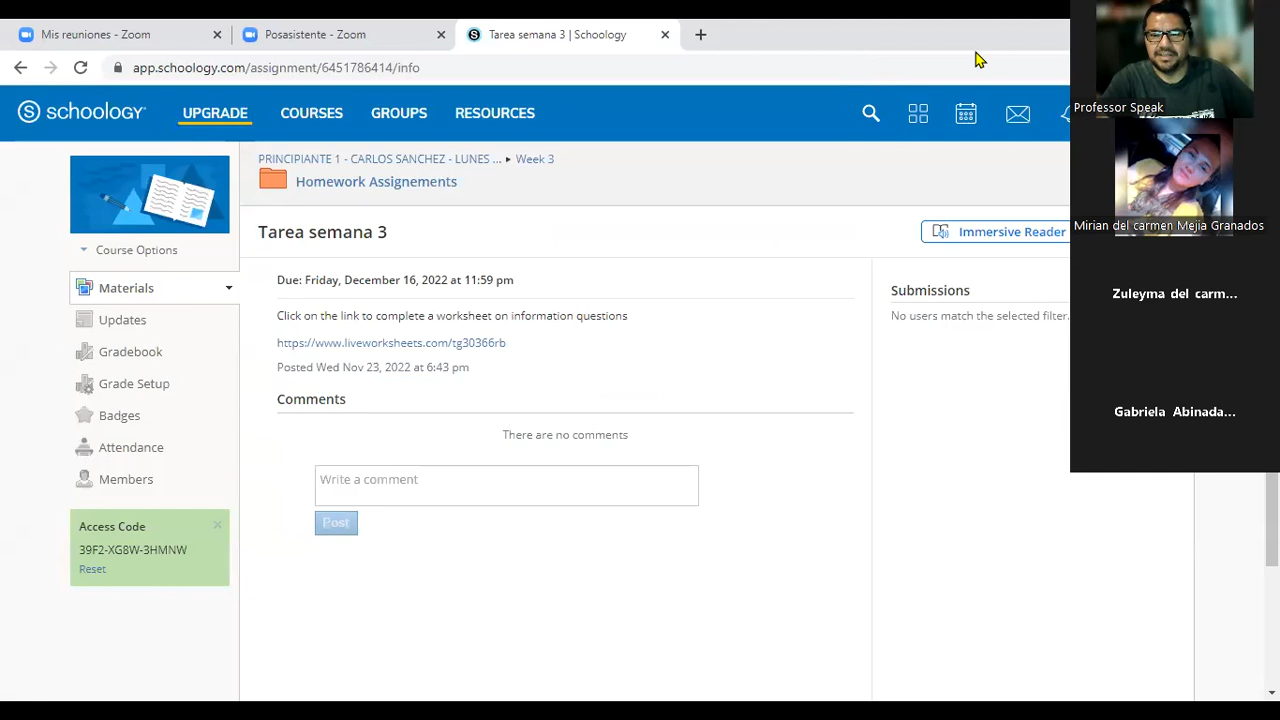 Mis reuniones - Zoom
Posasistente - Zoom
Tarea semana 3 | Schoology
app.schoology.com/assignment/6451786414/info
schoology
UPGRADE
COURSES
GROUPS
RESOURCES
PRINCIPIANTE 1 - CARLOS SANCHEZ - LUNES ... ▸ Week 3
Homework Assignements
Course Options
Materials
Updates
Gradebook
Grade Setup
Badges
Attendance
Members
Access Code
39F2-XG8W-3HMNW
Reset
Tarea semana 3
Immersive Reader
Due: Friday, December 16, 2022 at 11:59 pm
Click on the link to complete a worksheet on information questions
https://www.liveworksheets.com/tg30366rb
Posted Wed Nov 23, 2022 at 6:43 pm
Comments
There are no comments
Write a comment
Post
Submissions
No users match the selected filter.
Professor Speak
Mirian del carmen Mejia Granados
Zuleyma del carm...
Gabriela Abinada...